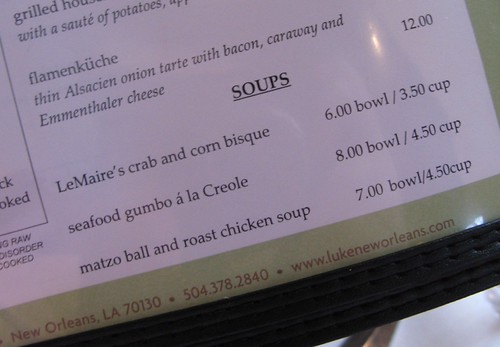 grilled
with a sauté of potatoes,
flamenküche 12.00
thin Alsacien onion tarte with bacon, caraway and
Emmenthaler cheese
SOUPS
LeMaire's crab and corn bisque 6.00 bowl / 3.50 cup
seafood gumbo á la Creole 8.00 bowl / 4.50 cup
matzo ball and roast chicken soup 7.00 bowl/4.50cup
RAW
DISORDER
COOKED
New Orleans, LA 70130 • 504.378.2840 • www.lukeneworleans.com